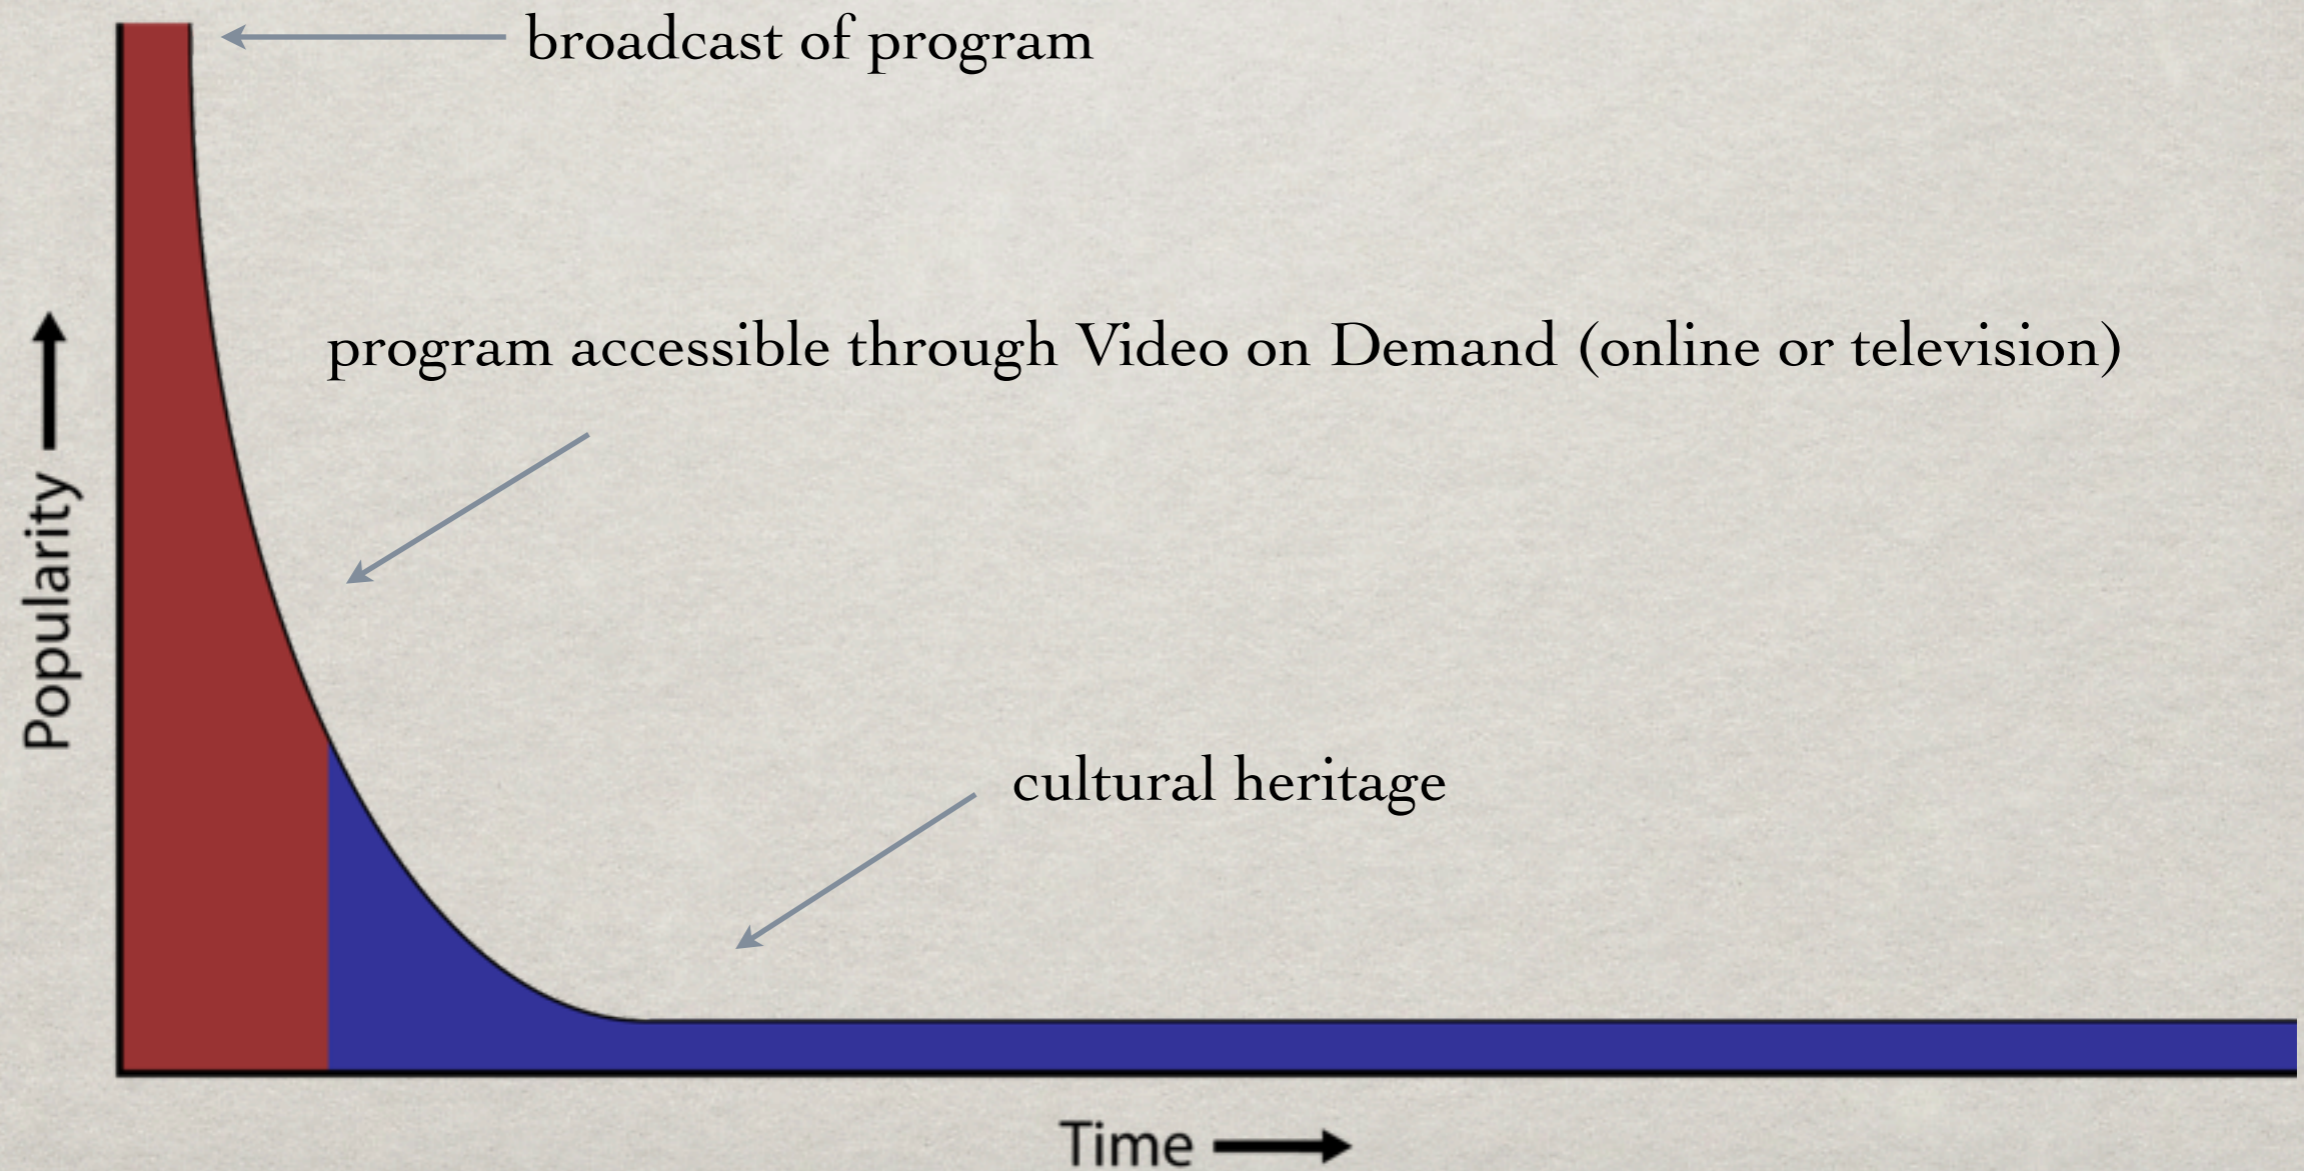 broadcast of program
program accessible through Video on Demand (online or television)
Popularity
cultural heritage
Time